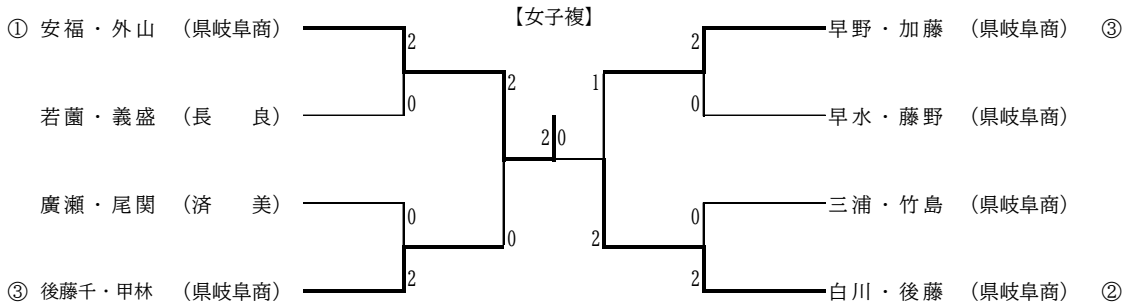 【女子複】
① 安福・外山 (県岐阜商) 2 2 早野・加藤 (県岐阜商) ③
2 1
若薗・義盛 (長　良) 0 0 早水・藤野 (県岐阜商)
2 0
廣瀬・尾関 (済　美) 0 0 三浦・竹島 (県岐阜商)
0 2
③ 後藤千・甲林 (県岐阜商) 2 2 白川・後藤 (県岐阜商) ②